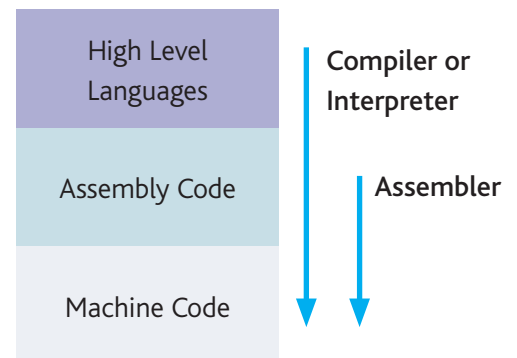 High Level
Languages
Compiler or
Interpreter
Assembly Code
Assembler
Machine Code